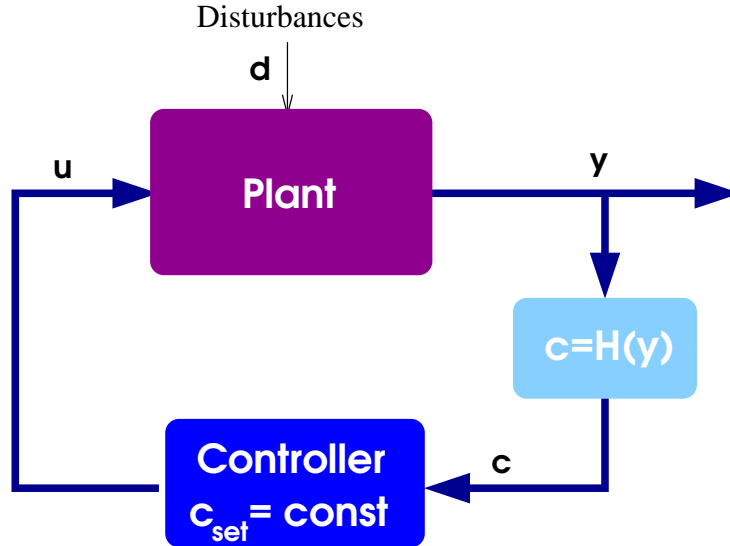 Disturbances
d
u
Plant
y
c=H(y)
Controller
c_set = const
c